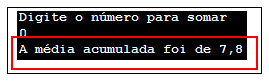 Digite o número para somar
0
A média acumulada foi de 7,8